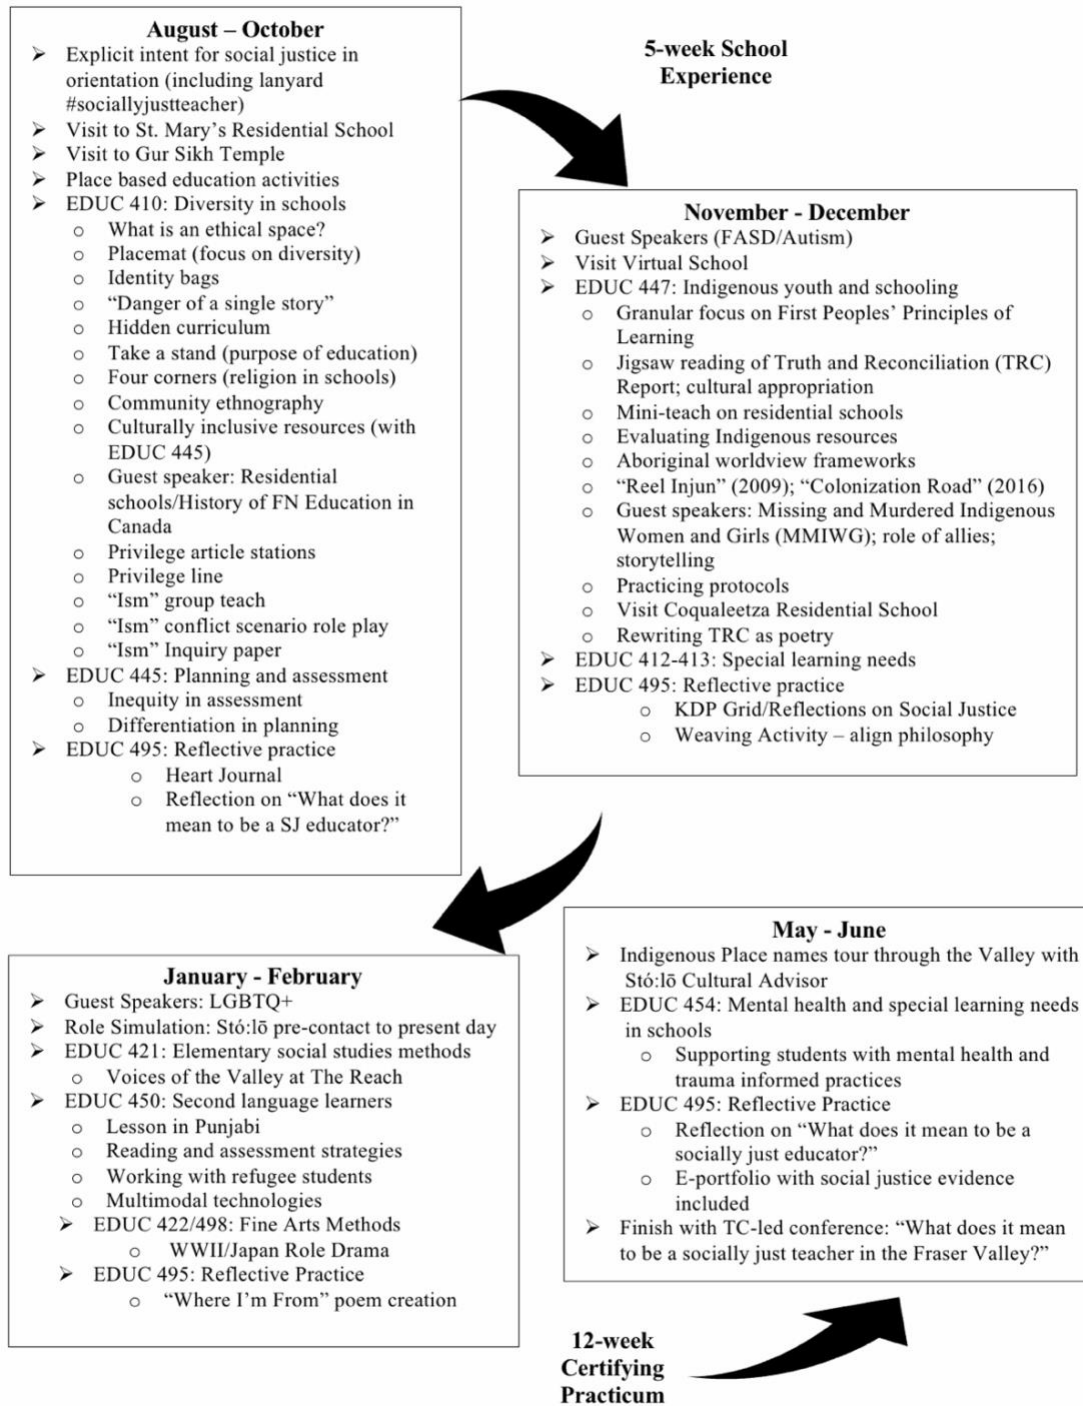 August – October
➢ Explicit intent for social justice in
orientation (including lanyard
#sociallyjustteacher)
➢ Visit to St. Mary's Residential School
➢ Visit to Gur Sikh Temple
➢ Place based education activities
➢ EDUC 410: Diversity in schools
o What is an ethical space?
o Placemat (focus on diversity)
o Identity bags
o “Danger of a single story”
o Hidden curriculum
o Take a stand (purpose of education)
o Four corners (religion in schools)
o Community ethnography
o Culturally inclusive resources (with
EDUC 445)
o Guest speaker: Residential
schools/History of FN Education in
Canada
o Privilege article stations
o Privilege line
o “Ism” group teach
o “Ism” conflict scenario role play
o “Ism” Inquiry paper
➢ EDUC 445: Planning and assessment
o Inequity in assessment
o Differentiation in planning
➢ EDUC 495: Reflective practice
o Heart Journal
o Reflection on “What does it
mean to be a SJ educator?”
5-week School
Experience
November - December
➢ Guest Speakers (FASD/Autism)
➢ Visit Virtual School
➢ EDUC 447: Indigenous youth and schooling
o Granular focus on First Peoples' Principles of
Learning
o Jigsaw reading of Truth and Reconciliation (TRC)
Report; cultural appropriation
o Mini-teach on residential schools
o Evaluating Indigenous resources
o Aboriginal worldview frameworks
o “Reel Injun” (2009); “Colonization Road” (2016)
o Guest speakers: Missing and Murdered Indigenous
Women and Girls (MMIWG); role of allies;
storytelling
o Practicing protocols
o Visit Coqualeetza Residential School
o Rewriting TRC as poetry
➢ EDUC 412-413: Special learning needs
➢ EDUC 495: Reflective practice
o KDP Grid/Reflections on Social Justice
o Weaving Activity – align philosophy
January - February
➢ Guest Speakers: LGBTQ+
➢ Role Simulation: Stó:lō pre-contact to present day
➢ EDUC 421: Elementary social studies methods
o Voices of the Valley at The Reach
➢ EDUC 450: Second language learners
o Lesson in Punjabi
o Reading and assessment strategies
o Working with refugee students
o Multimodal technologies
➢ EDUC 422/498: Fine Arts Methods
o WWII/Japan Role Drama
➢ EDUC 495: Reflective Practice
o “Where I'm From” poem creation
12-week
Certifying
Practicum
May - June
➢ Indigenous Place names tour through the Valley with
Stó:lō Cultural Advisor
➢ EDUC 454: Mental health and special learning needs
in schools
o Supporting students with mental health and
trauma informed practices
➢ EDUC 495: Reflective Practice
o Reflection on “What does it mean to be a
socially just educator?”
o E-portfolio with social justice evidence
included
➢ Finish with TC-led conference: “What does it mean
to be a socially just teacher in the Fraser Valley?”